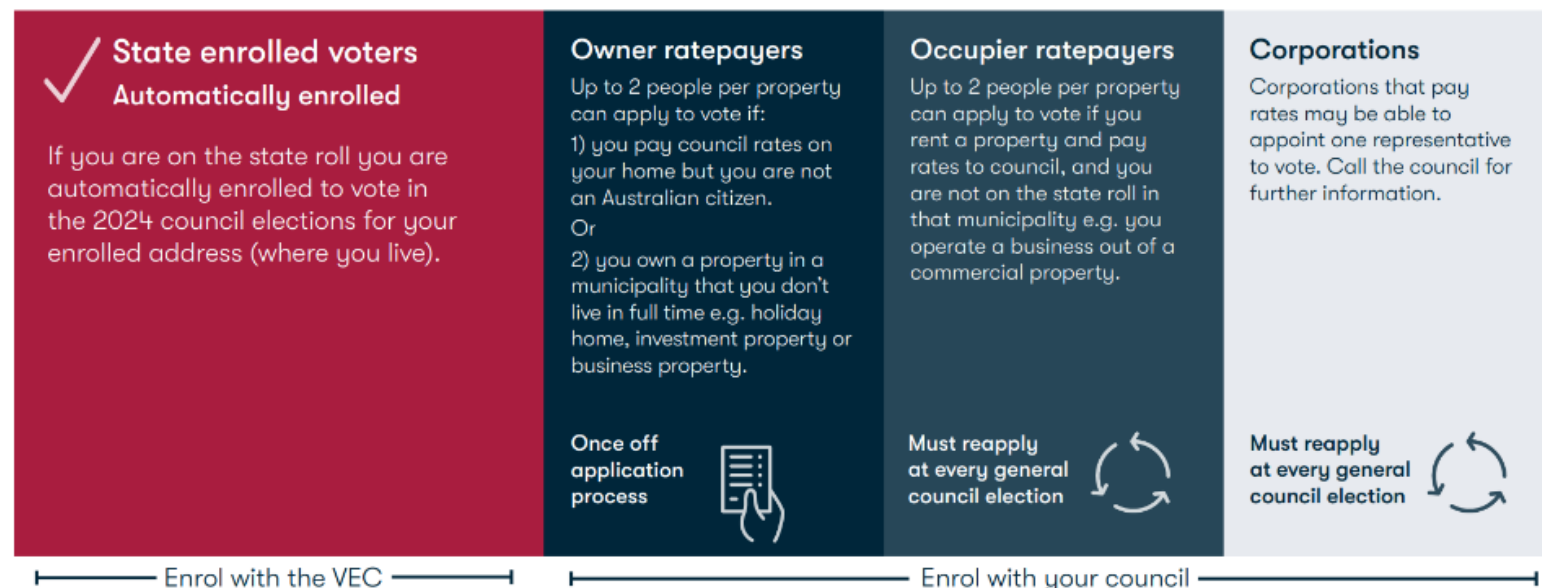 State enrolled voters
Automatically enrolled
If you are on the state roll you are
automatically enrolled to vote in
the 2024 council elections for your
enrolled address (where you live).
Owner ratepayers
Up to 2 people per property
can apply to vote if:
1) you pay council rates on
your home but you are not
an Australian citizen.
Or
2) you own a property in a
municipality that you don't
live in full time e.g. holiday
home, investment property or
business property.
Once off
application
process
Occupier ratepayers
Up to 2 people per property
can apply to vote if you
rent a property and pay
rates to council, and you
are not on the state roll in
that municipality e.g. you
operate a business out of a
commercial property.
Must reapply
at every general
council election
Corporations
Corporations that pay
rates may be able to
appoint one representative
to vote. Call the council for
further information.
Must reapply
at every general
council election
Enrol with the VEC
Enrol with your council